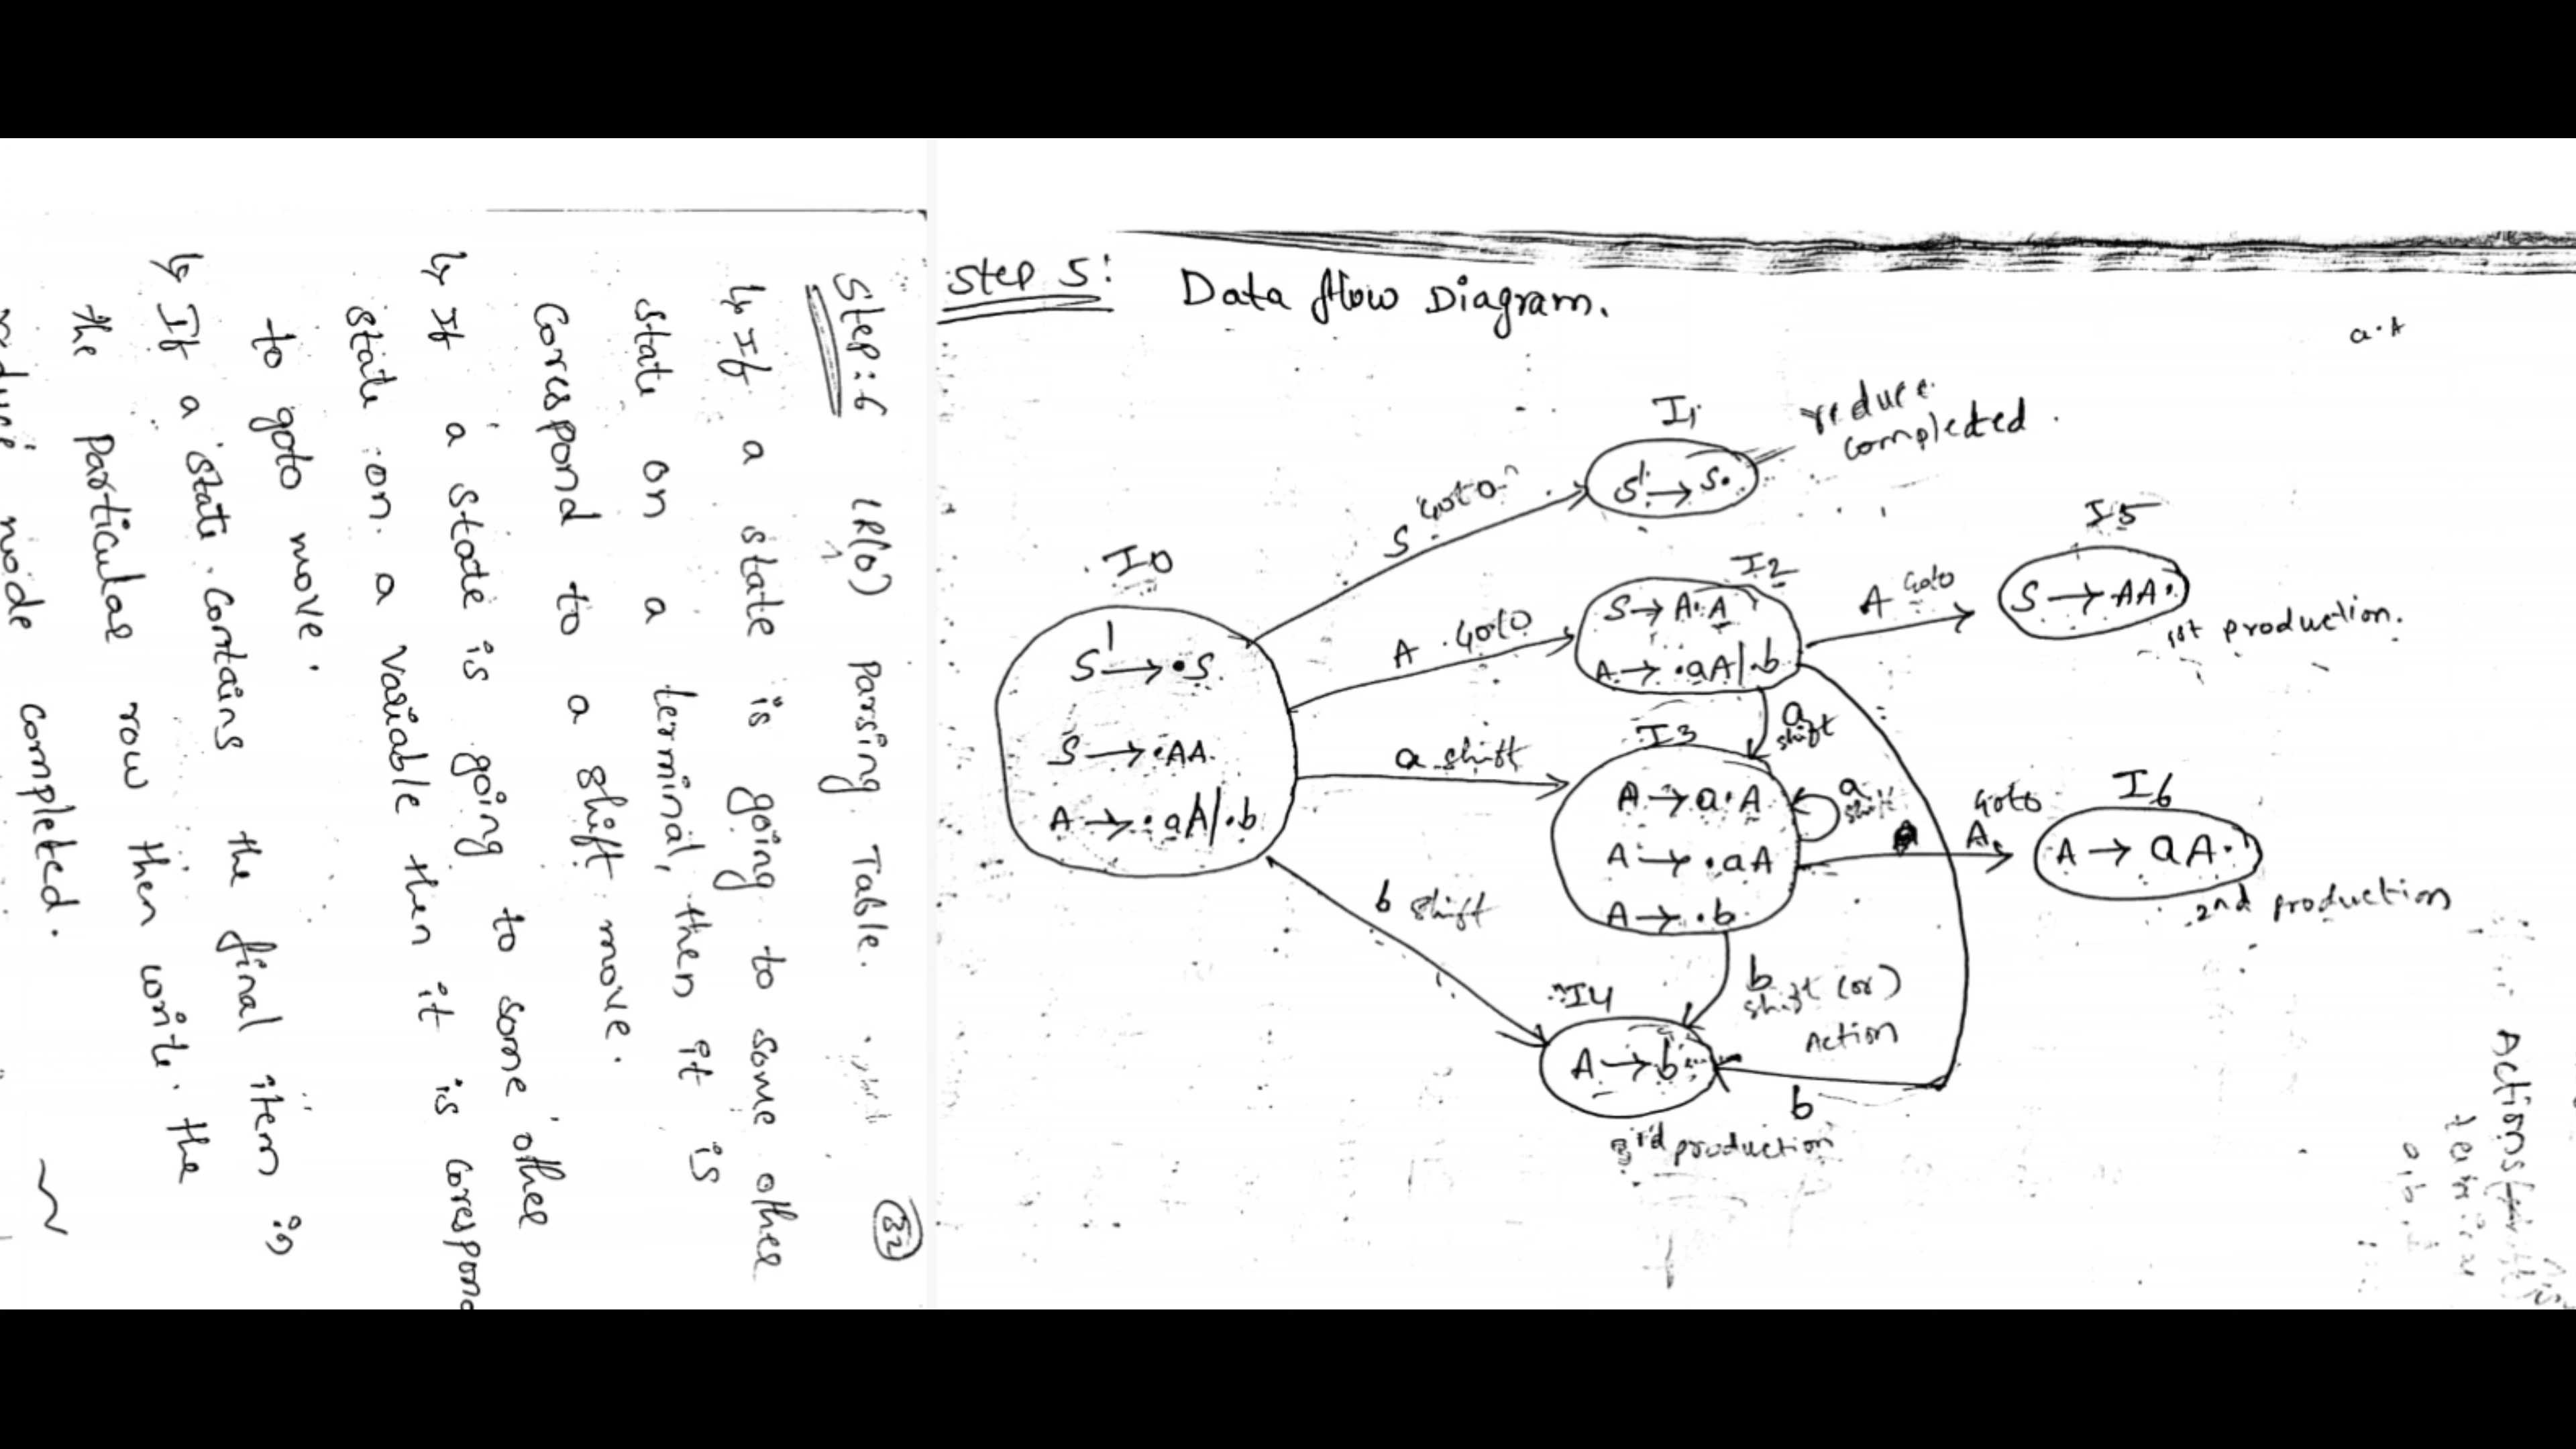 Step 5: Data flow Diagram.
a.A
I1
S' → S.
reduce
completed.
S Goto
I0
S' → •S
S → •AA
A → •aA/•b
A Goto
I2
S → A•A
A → •aA/•b
A Goto
I5
S → AA•
1st production.
a shift
a
shift
I3
A → a•A
A → •aA
A → •b
a
shift
Goto
A
I6
A → aA•
2nd production
b shift
b
shift (or)
Action
I4
A → b
b
3rd production
Actions
Step:6 LR(0) parsing Table.
↳ If a state is going to some other
state on a terminal, then it is
Correspond to a shift move.
↳ If a state is going to some other
state on a variable then it is correspond
to goto move.
↳ If a state contains the final item in
the particular row then write the
mode completed.
32